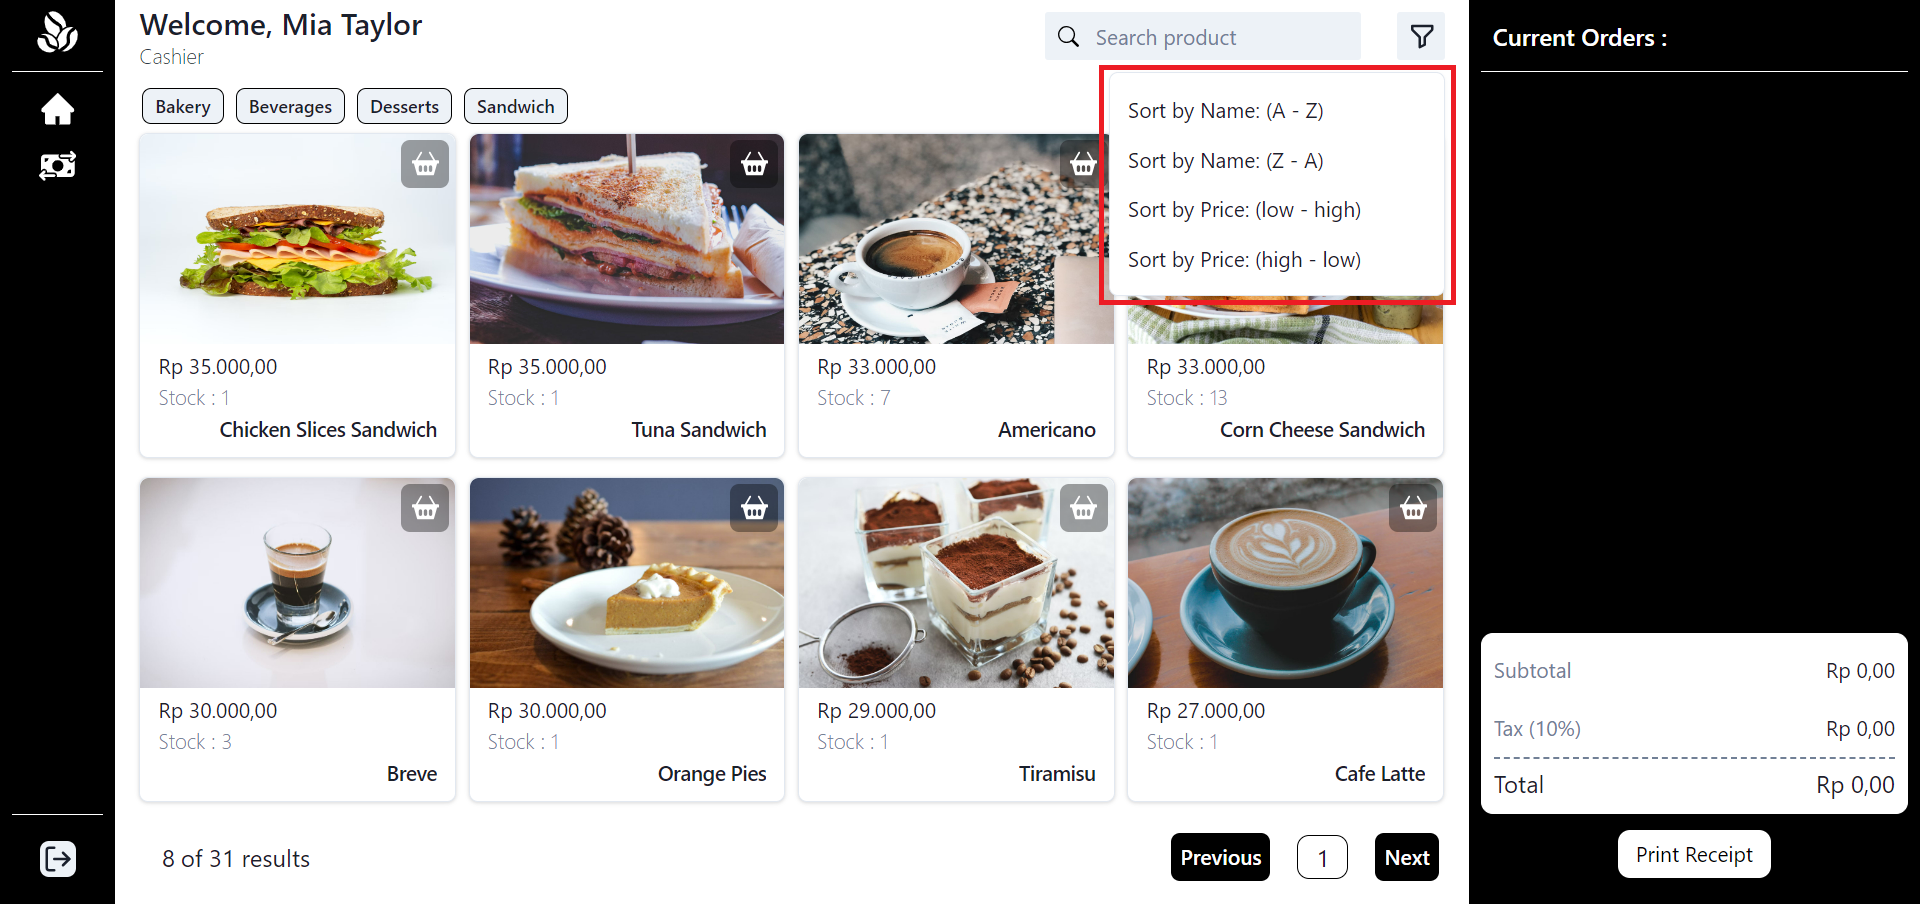 Welcome, Mia Taylor
Cashier
Search product
Current Orders :
Bakery
Beverages
Desserts
Sandwich
Sort by Name: (A - Z)
Sort by Name: (Z - A)
Sort by Price: (low - high)
Sort by Price: (high - low)
Rp 35.000,00
Stock : 1
Chicken Slices Sandwich
Rp 35.000,00
Stock : 1
Tuna Sandwich
Rp 33.000,00
Stock : 7
Americano
Rp 33.000,00
Stock : 13
Corn Cheese Sandwich
Rp 30.000,00
Stock : 3
Breve
Rp 30.000,00
Stock : 1
Orange Pies
Rp 29.000,00
Stock : 1
Tiramisu
Rp 27.000,00
Stock : 1
Cafe Latte
8 of 31 results
Previous
1
Next
Subtotal Rp 0,00
Tax (10%) Rp 0,00
Total Rp 0,00
Print Receipt